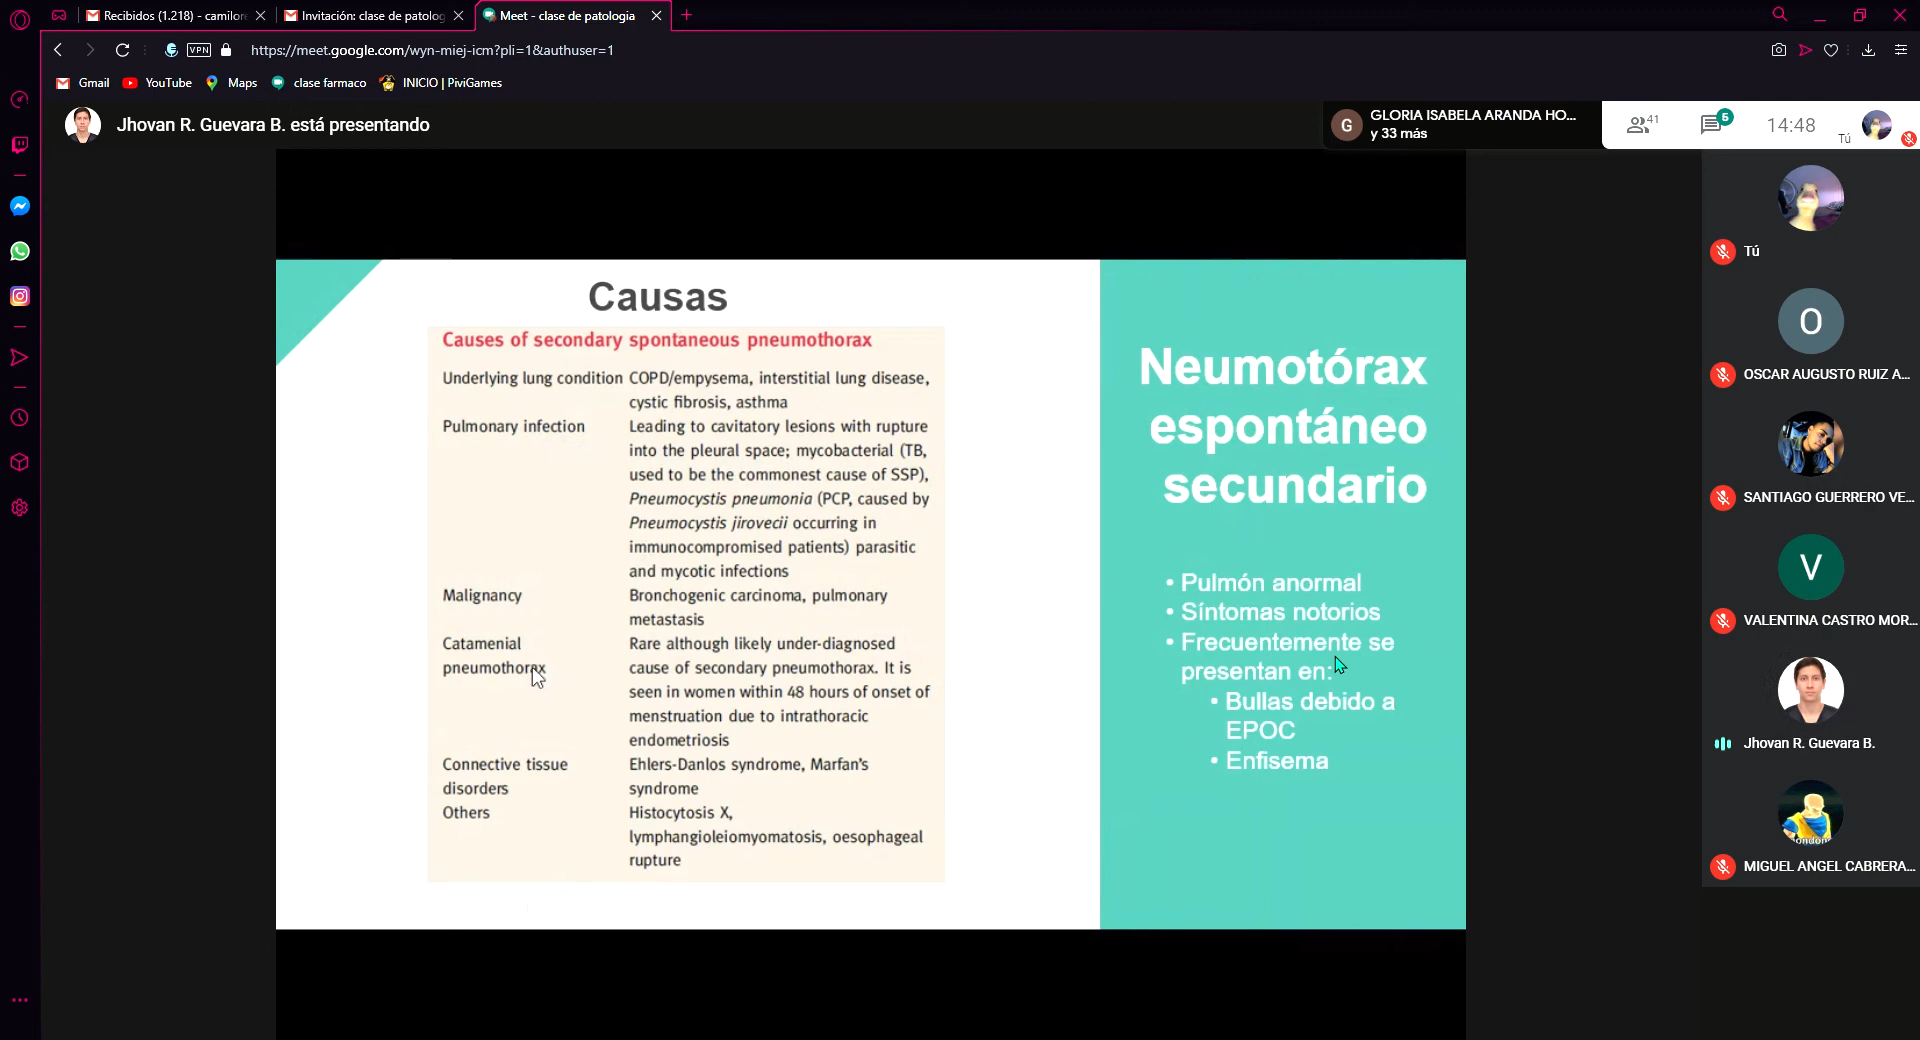 Recibidos (1.218) - camilore
Invitación: clase de patolog
Meet - clase de patologia
VPN
https://meet.google.com/wyn-miej-icm?pli=1&authuser=1
Gmail
YouTube
Maps
clase farmaco
INICIO | PiviGames
Jhovan R. Guevara B. está presentando
G
GLORIA ISABELA ARANDA HO...
y 33 más
41
5
14:48
Tú
Causas
Causes of secondary spontaneous pneumothorax
Underlying lung condition COPD/empysema, interstitial lung disease,
cystic fibrosis, asthma
Pulmonary infection Leading to cavitatory lesions with rupture
into the pleural space; mycobacterial (TB,
used to be the commonest cause of SSP),
Pneumocystis pneumonia (PCP, caused by
Pneumocystis jirovecii occurring in
immunocompromised patients) parasitic
and mycotic infections
Malignancy Bronchogenic carcinoma, pulmonary
metastasis
Catamenial Rare although likely under-diagnosed
pneumothorax cause of secondary pneumothorax. It is
seen in women within 48 hours of onset of
menstruation due to intrathoracic
endometriosis
Connective tissue Ehlers-Danlos syndrome, Marfan's
disorders syndrome
Others Histocytosis X,
lymphangioleiomyomatosis, oesophageal
rupture
Neumotórax
espontáneo
secundario
• Pulmón anormal
• Síntomas notorios
• Frecuentemente se
presentan en:
• Bullas debido a
EPOC
• Enfisema
Tú
O
OSCAR AUGUSTO RUIZ A...
SANTIAGO GUERRERO VE...
V
VALENTINA CASTRO MOR...
Jhovan R. Guevara B.
MIGUEL ANGEL CABRERA...